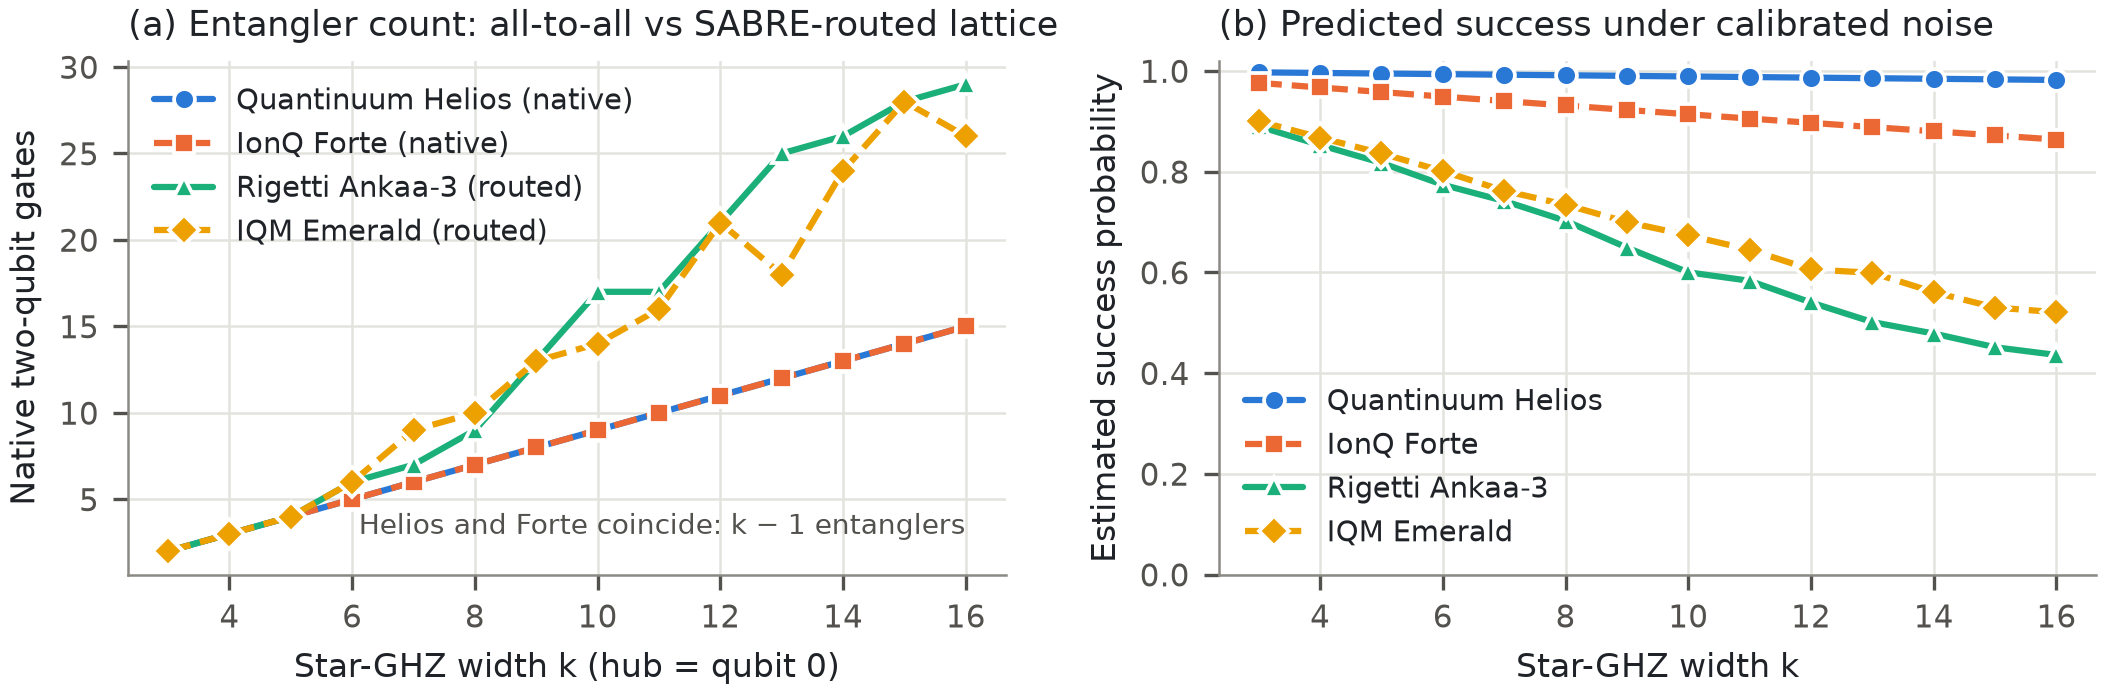 (a) Entangler count: all-to-all vs SABRE-routed lattice
Native two-qubit gates
30
25
20
15
10
5
Quantinuum Helios (native)
IonQ Forte (native)
Rigetti Ankaa-3 (routed)
IQM Emerald (routed)
Helios and Forte coincide: k − 1 entanglers
4 6 8 10 12 14 16
Star-GHZ width k (hub = qubit 0)
(b) Predicted success under calibrated noise
Estimated success probability
1.0
0.8
0.6
0.4
0.2
0.0
Quantinuum Helios
IonQ Forte
Rigetti Ankaa-3
IQM Emerald
4 6 8 10 12 14 16
Star-GHZ width k